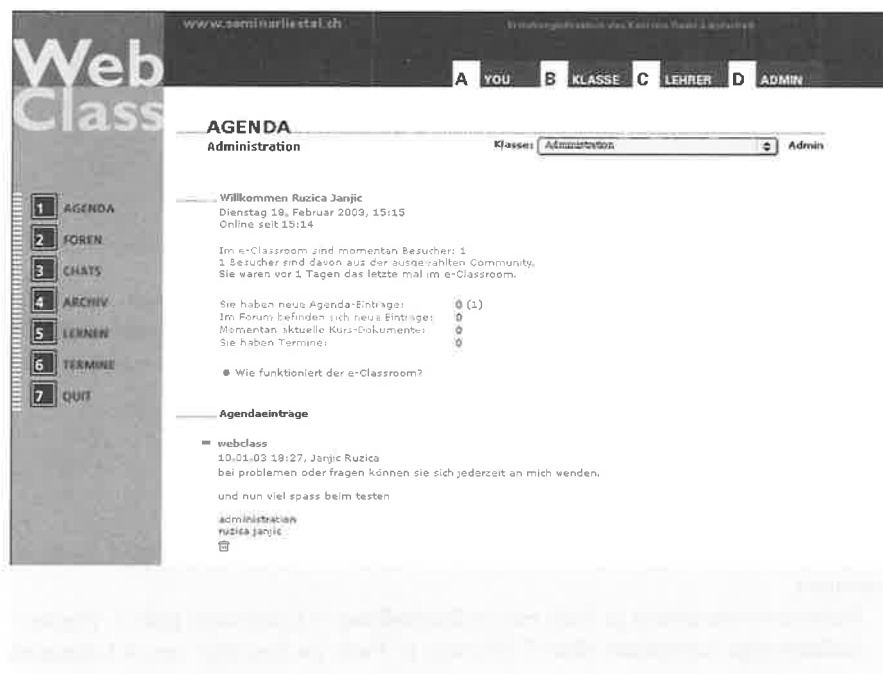 www.seminarliestal.ch
Web
Class
A YOU B KLASSE C LEHRER D ADMIN
AGENDA
Administration
Klasse: Administration Admin
1 AGENDA
2 FOREN
3 CHATS
4 ARCHIV
5 LERNEN
6 TERMINE
7 QUIT
Willkommen Ruzica Janjic
Dienstag 18, Februar 2003, 15:15
Online seit 15:14
Im e-Classroom sind momentan Besucher: 1
1 Besucher sind davon aus der ausgewählten Community.
Sie waren vor 1 Tagen das letzte mal im e-Classroom.
Sie haben neue Agenda-Einträge: 0 (1)
Im Forum befinden sich neue Einträge: 0
Momentan aktuelle Kurs-Dokumente: 0
Sie haben Termine: 0
Wie funktioniert der e-Classroom?
Agendaeinträge
webclass
10.01.03 18:27, Janjic Ruzica
bei problemen oder fragen können sie sich jederzeit an mich wenden.
und nun viel spass beim testen
administration
ruzica janjic